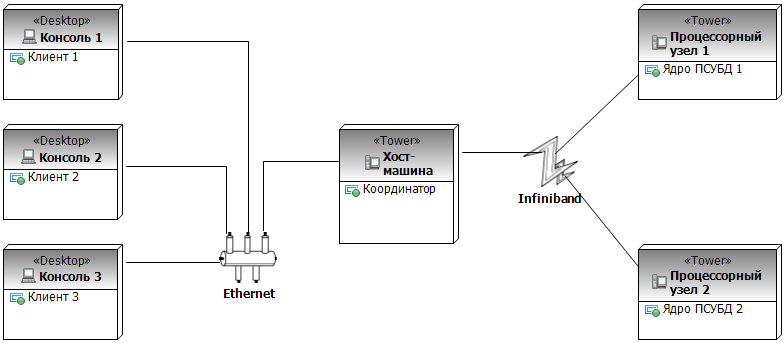 «Desktop»
Консоль 1
Клиент 1
«Desktop»
Консоль 2
Клиент 2
«Desktop»
Консоль 3
Клиент 3
Ethernet
«Tower»
Хост-
машина
Координатор
Infiniband
«Tower»
Процессорный
узел 1
Ядро ПСУБД 1
«Tower»
Процессорный
узел 2
Ядро ПСУБД 2